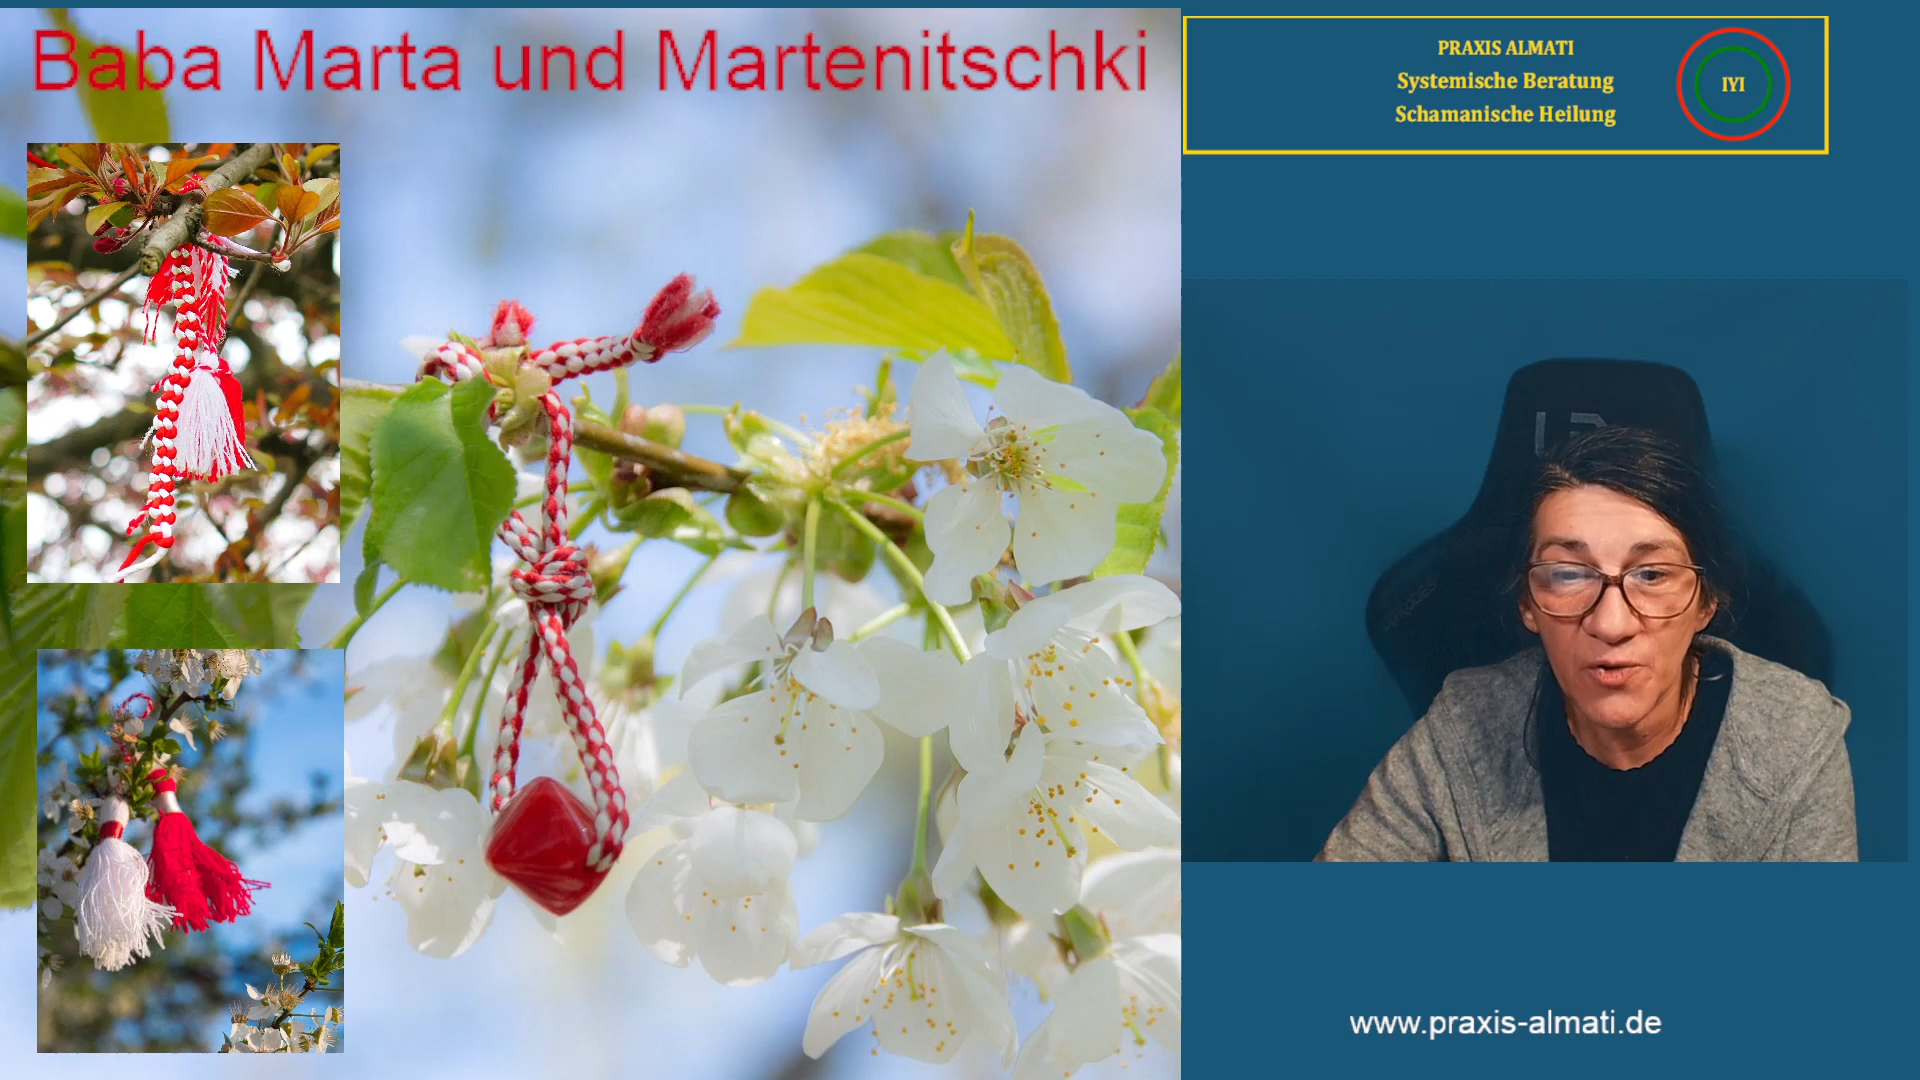 Baba Marta und Martenitschki
PRAXIS ALMATI
Systemische Beratung
Schamanische Heilung
IYI
www.praxis-almati.de